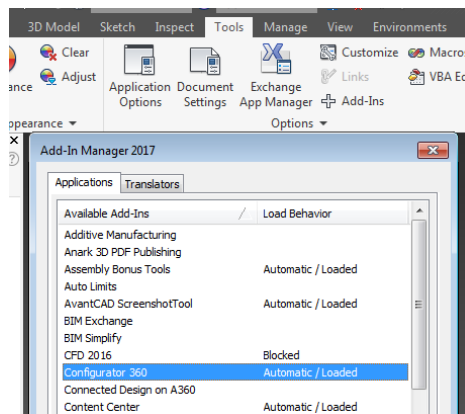 3D Model Sketch Inspect Tools Manage View Environments
Clear
Adjust
Application Options
Document Settings
Exchange App Manager
Customize
Links
Add-Ins
VBA
Options
Add-In Manager 2017
Applications Translators
Available Add-Ins / Load Behavior
Additive Manufacturing
Anark 3D PDF Publishing
Assembly Bonus Tools Automatic / Loaded
Auto Limits
AvantCAD ScreenshotTool Automatic / Loaded
BIM Exchange
BIM Simplify
CFD 2016 Blocked
Configurator 360 Automatic / Loaded
Connected Design on A360
Content Center Automatic / Loaded